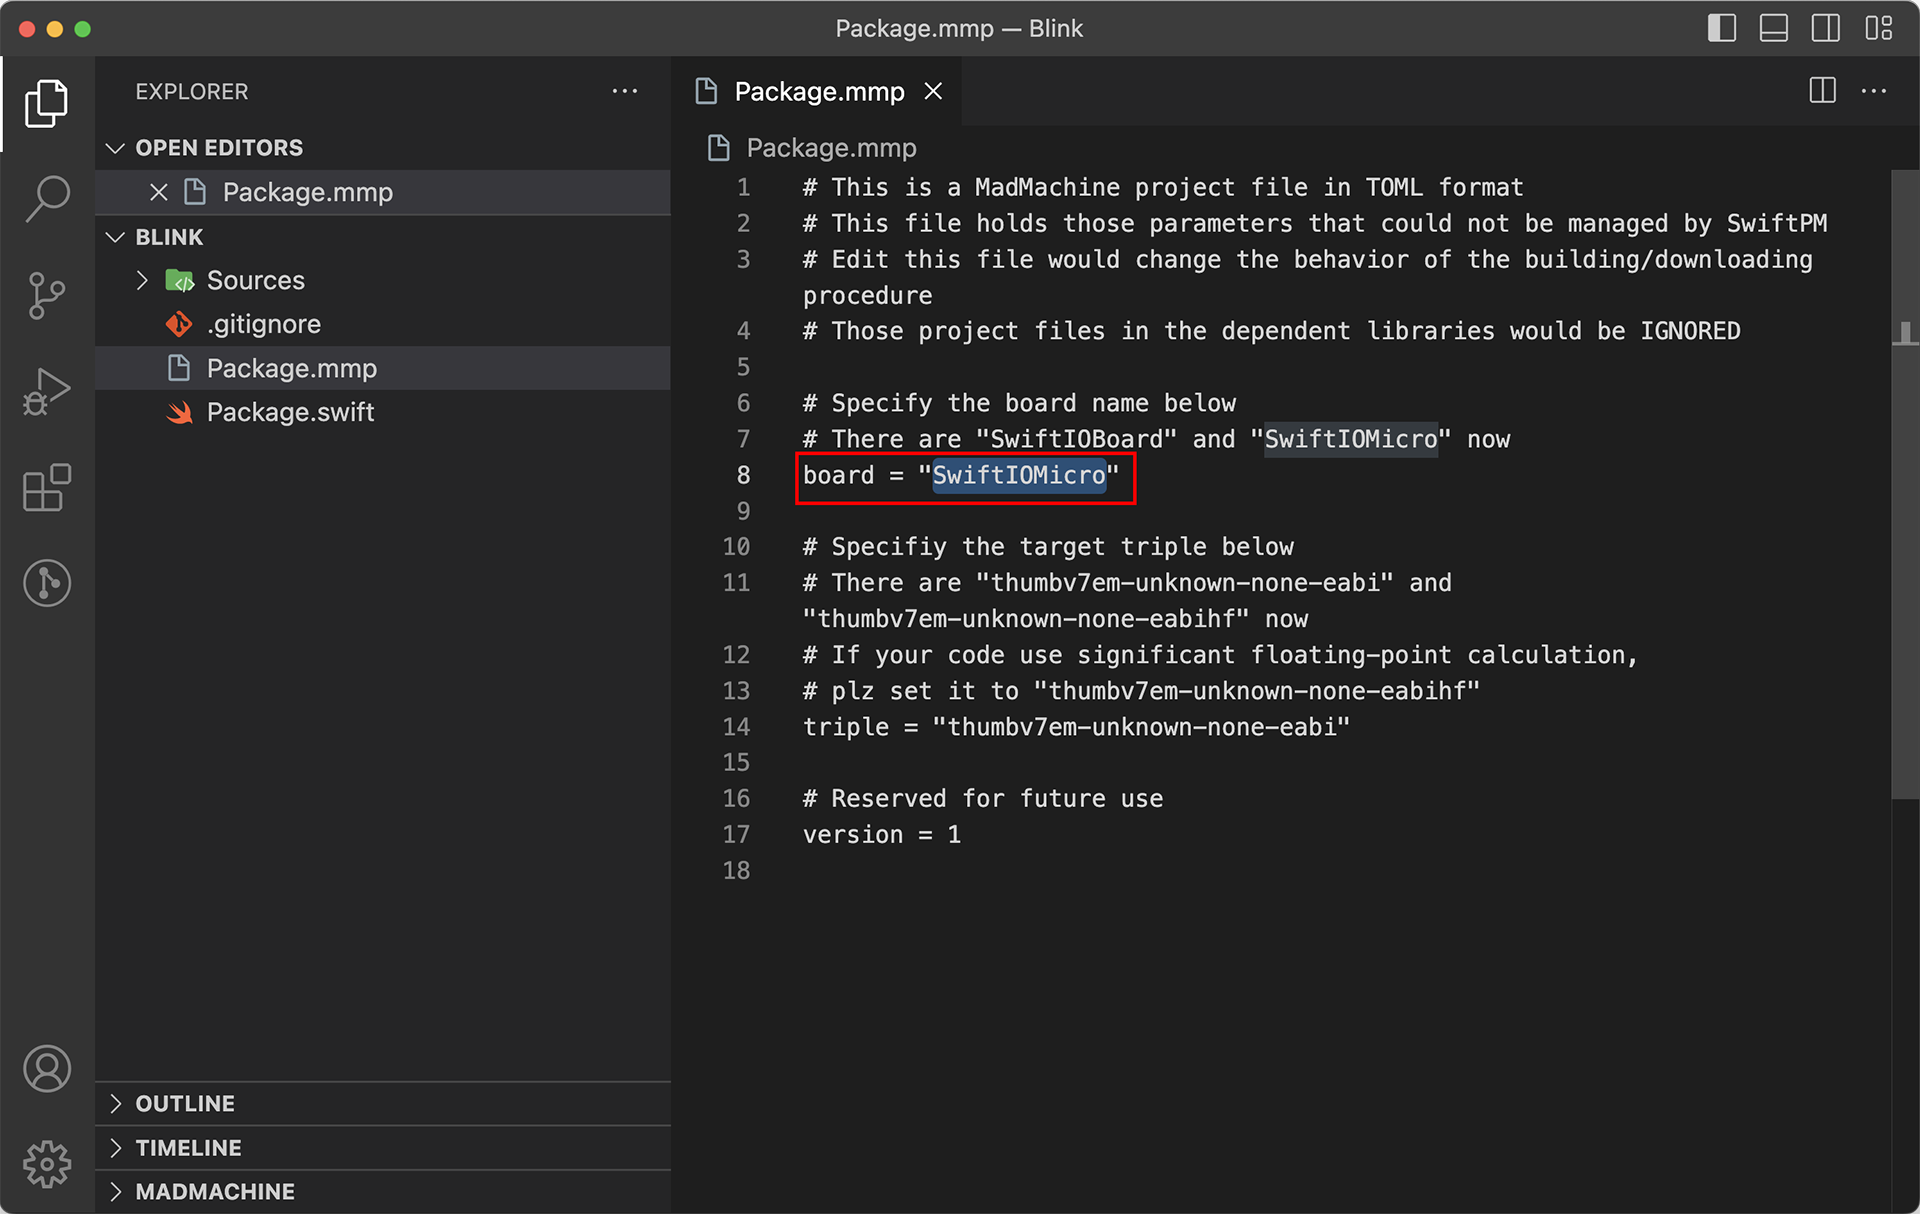 Package.mmp — Blink
EXPLORER
OPEN EDITORS
Package.mmp
BLINK
Sources
.gitignore
Package.mmp
Package.swift
OUTLINE
TIMELINE
MADMACHINE
Package.mmp
Package.mmp
1 # This is a MadMachine project file in TOML format
2 # This file holds those parameters that could not be managed by SwiftPM
3 # Edit this file would change the behavior of the building/downloading
procedure
4 # Those project files in the dependent libraries would be IGNORED
5
6 # Specify the board name below
7 # There are "SwiftIOBoard" and "SwiftIOMicro" now
8 board = "SwiftIOMicro"
9
10 # Specifiy the target triple below
11 # There are "thumbv7em-unknown-none-eabi" and
"thumbv7em-unknown-none-eabihf" now
12 # If your code use significant floating-point calculation,
13 # plz set it to "thumbv7em-unknown-none-eabihf"
14 triple = "thumbv7em-unknown-none-eabi"
15
16 # Reserved for future use
17 version = 1
18